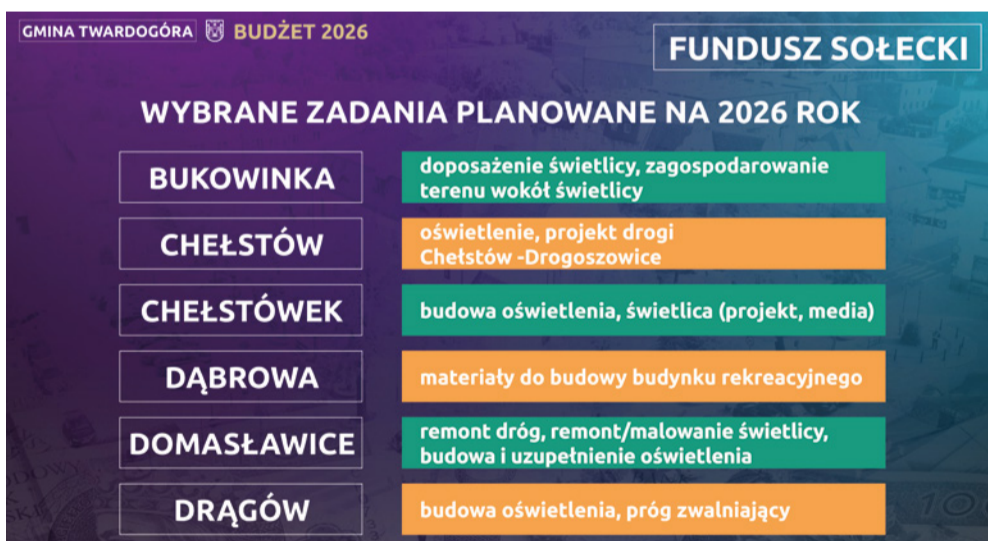 GMINA TWARDOGÓRA BUDŻET 2026
FUNDUSZ SOŁECKI
WYBRANE ZADANIA PLANOWANE NA 2026 ROK
BUKOWINKA
doposażenie świetlicy, zagospodarowanie
terenu wokół świetlicy
CHEŁSTÓW
oświetlenie, projekt drogi
Chełstów -Drogoszowice
CHEŁSTÓWEK
budowa oświetlenia, świetlica (projekt, media)
DĄBROWA
materiały do budowy budynku rekreacyjnego
DOMASŁAWICE
remont dróg, remont/malowanie świetlicy,
budowa i uzupełnienie oświetlenia
DRĄGÓW
budowa oświetlenia, próg zwalniający
100